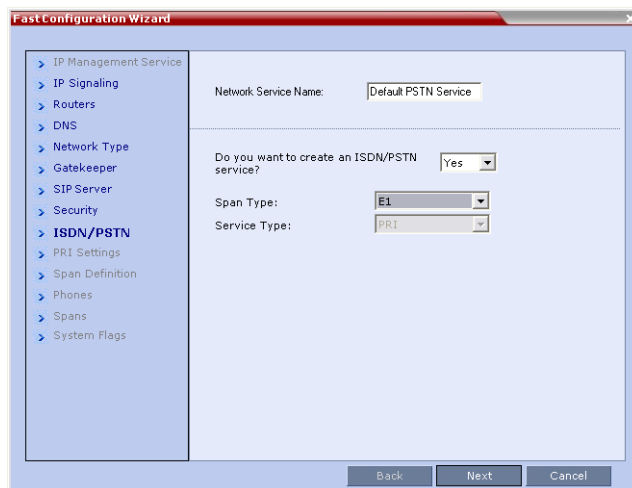 Fast Configuration Wizard
IP Management Service
IP Signaling
Routers
DNS
Network Type
Gatekeeper
SIP Server
Security
ISDN/PSTN
PRI Settings
Span Definition
Phones
Spans
System Flags
Network Service Name: Default PSTN Service
Do you want to create an ISDN/PSTN
service? Yes
Span Type: E1
Service Type: PRI
Back Next Cancel